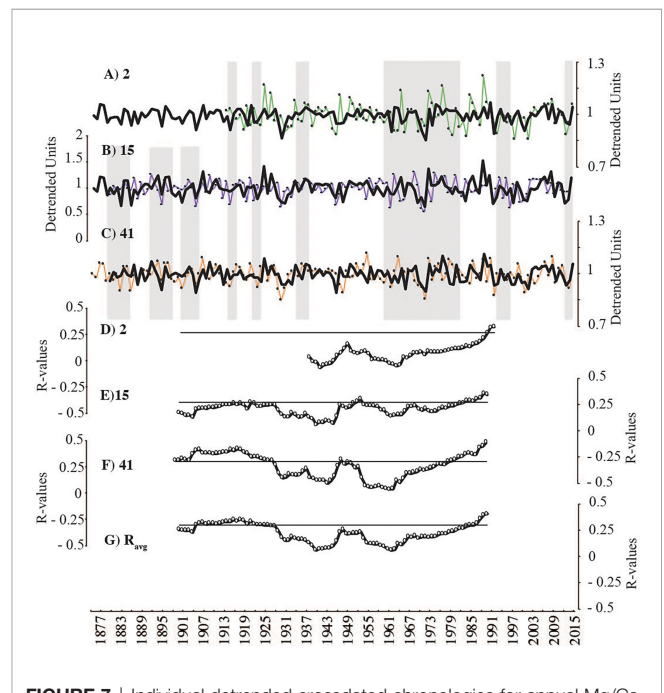 A) 2
1.3
1
0.7
Detrended Units
B) 15
2
1.5
1
0.5
0
Detrended Units
C) 41
1.3
1
0.7
Detrended Units
D) 2
0.5
0.25
0
- 0.25
- 0.5
R-values
E)15
0.5
0.25
0
- 0.25
- 0.5
R-values
F) 41
0.5
0.25
0
- 0.25
- 0.5
R-values
G) Ravg
0.5
0.25
0
- 0.25
- 0.5
R-values
1877 1883 1889 1895 1901 1907 1913 1919 1925 1931 1937 1943 1949 1955 1961 1967 1973 1979 1985 1991 1997 2003 2009 2015
FIGURE 7 | Individual detrended crossdated chronologies for annual Mg/Ca